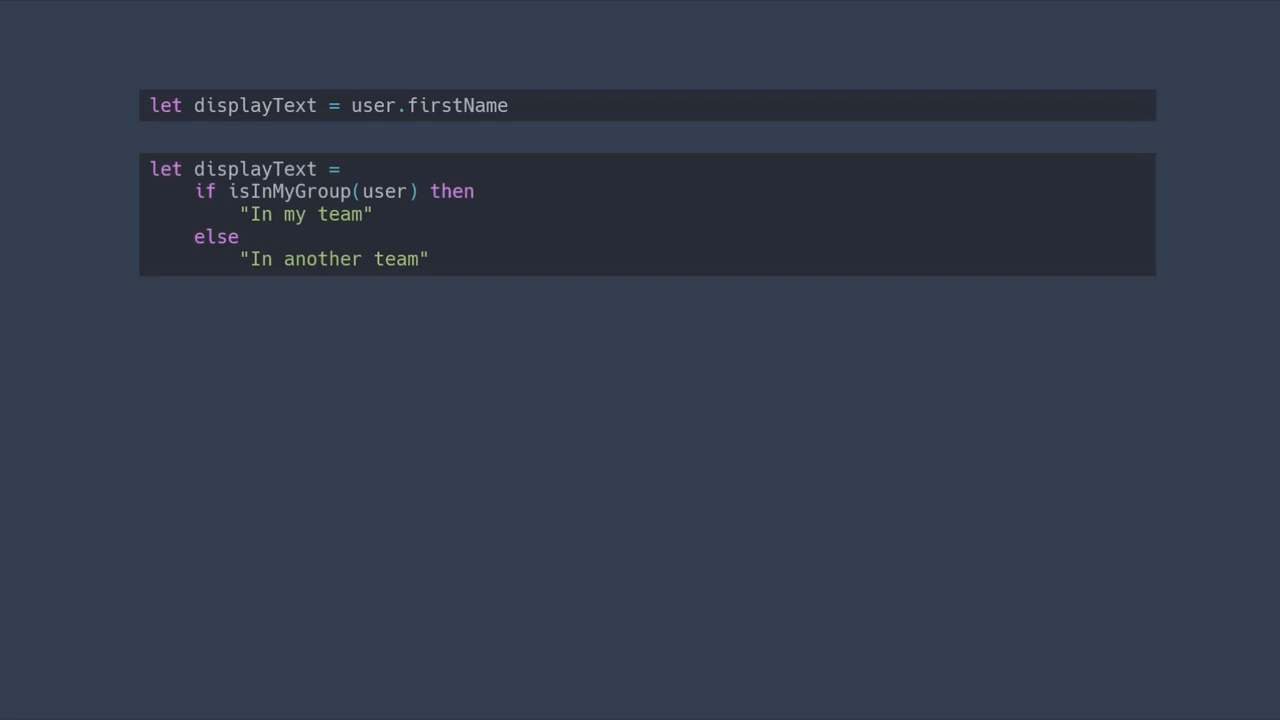 let displayText = user.firstName
let displayText =
    if isInMyGroup(user) then
        "In my team"
    else
        "In another team"